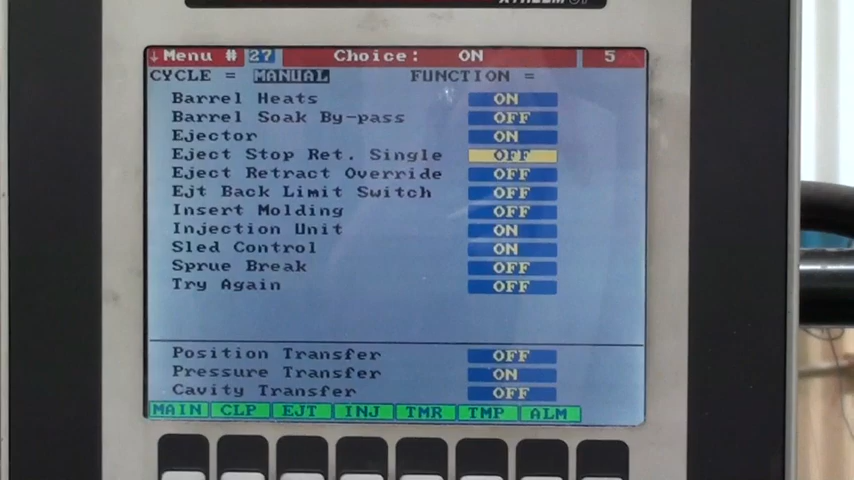 ↓Menu # 27 Choice: ON 5
CYCLE = MANUAL FUNCTION =
Barrel Heats ON
Barrel Soak By-pass OFF
Ejector ON
Eject Stop Ret. Single OFF
Eject Retract Override OFF
Ejt Back Limit Switch OFF
Insert Molding OFF
Injection Unit ON
Sled Control ON
Sprue Break OFF
Try Again OFF
Position Transfer OFF
Pressure Transfer ON
Cavity Transfer OFF
MAIN CLP EJT INJ TMR TMP ALM